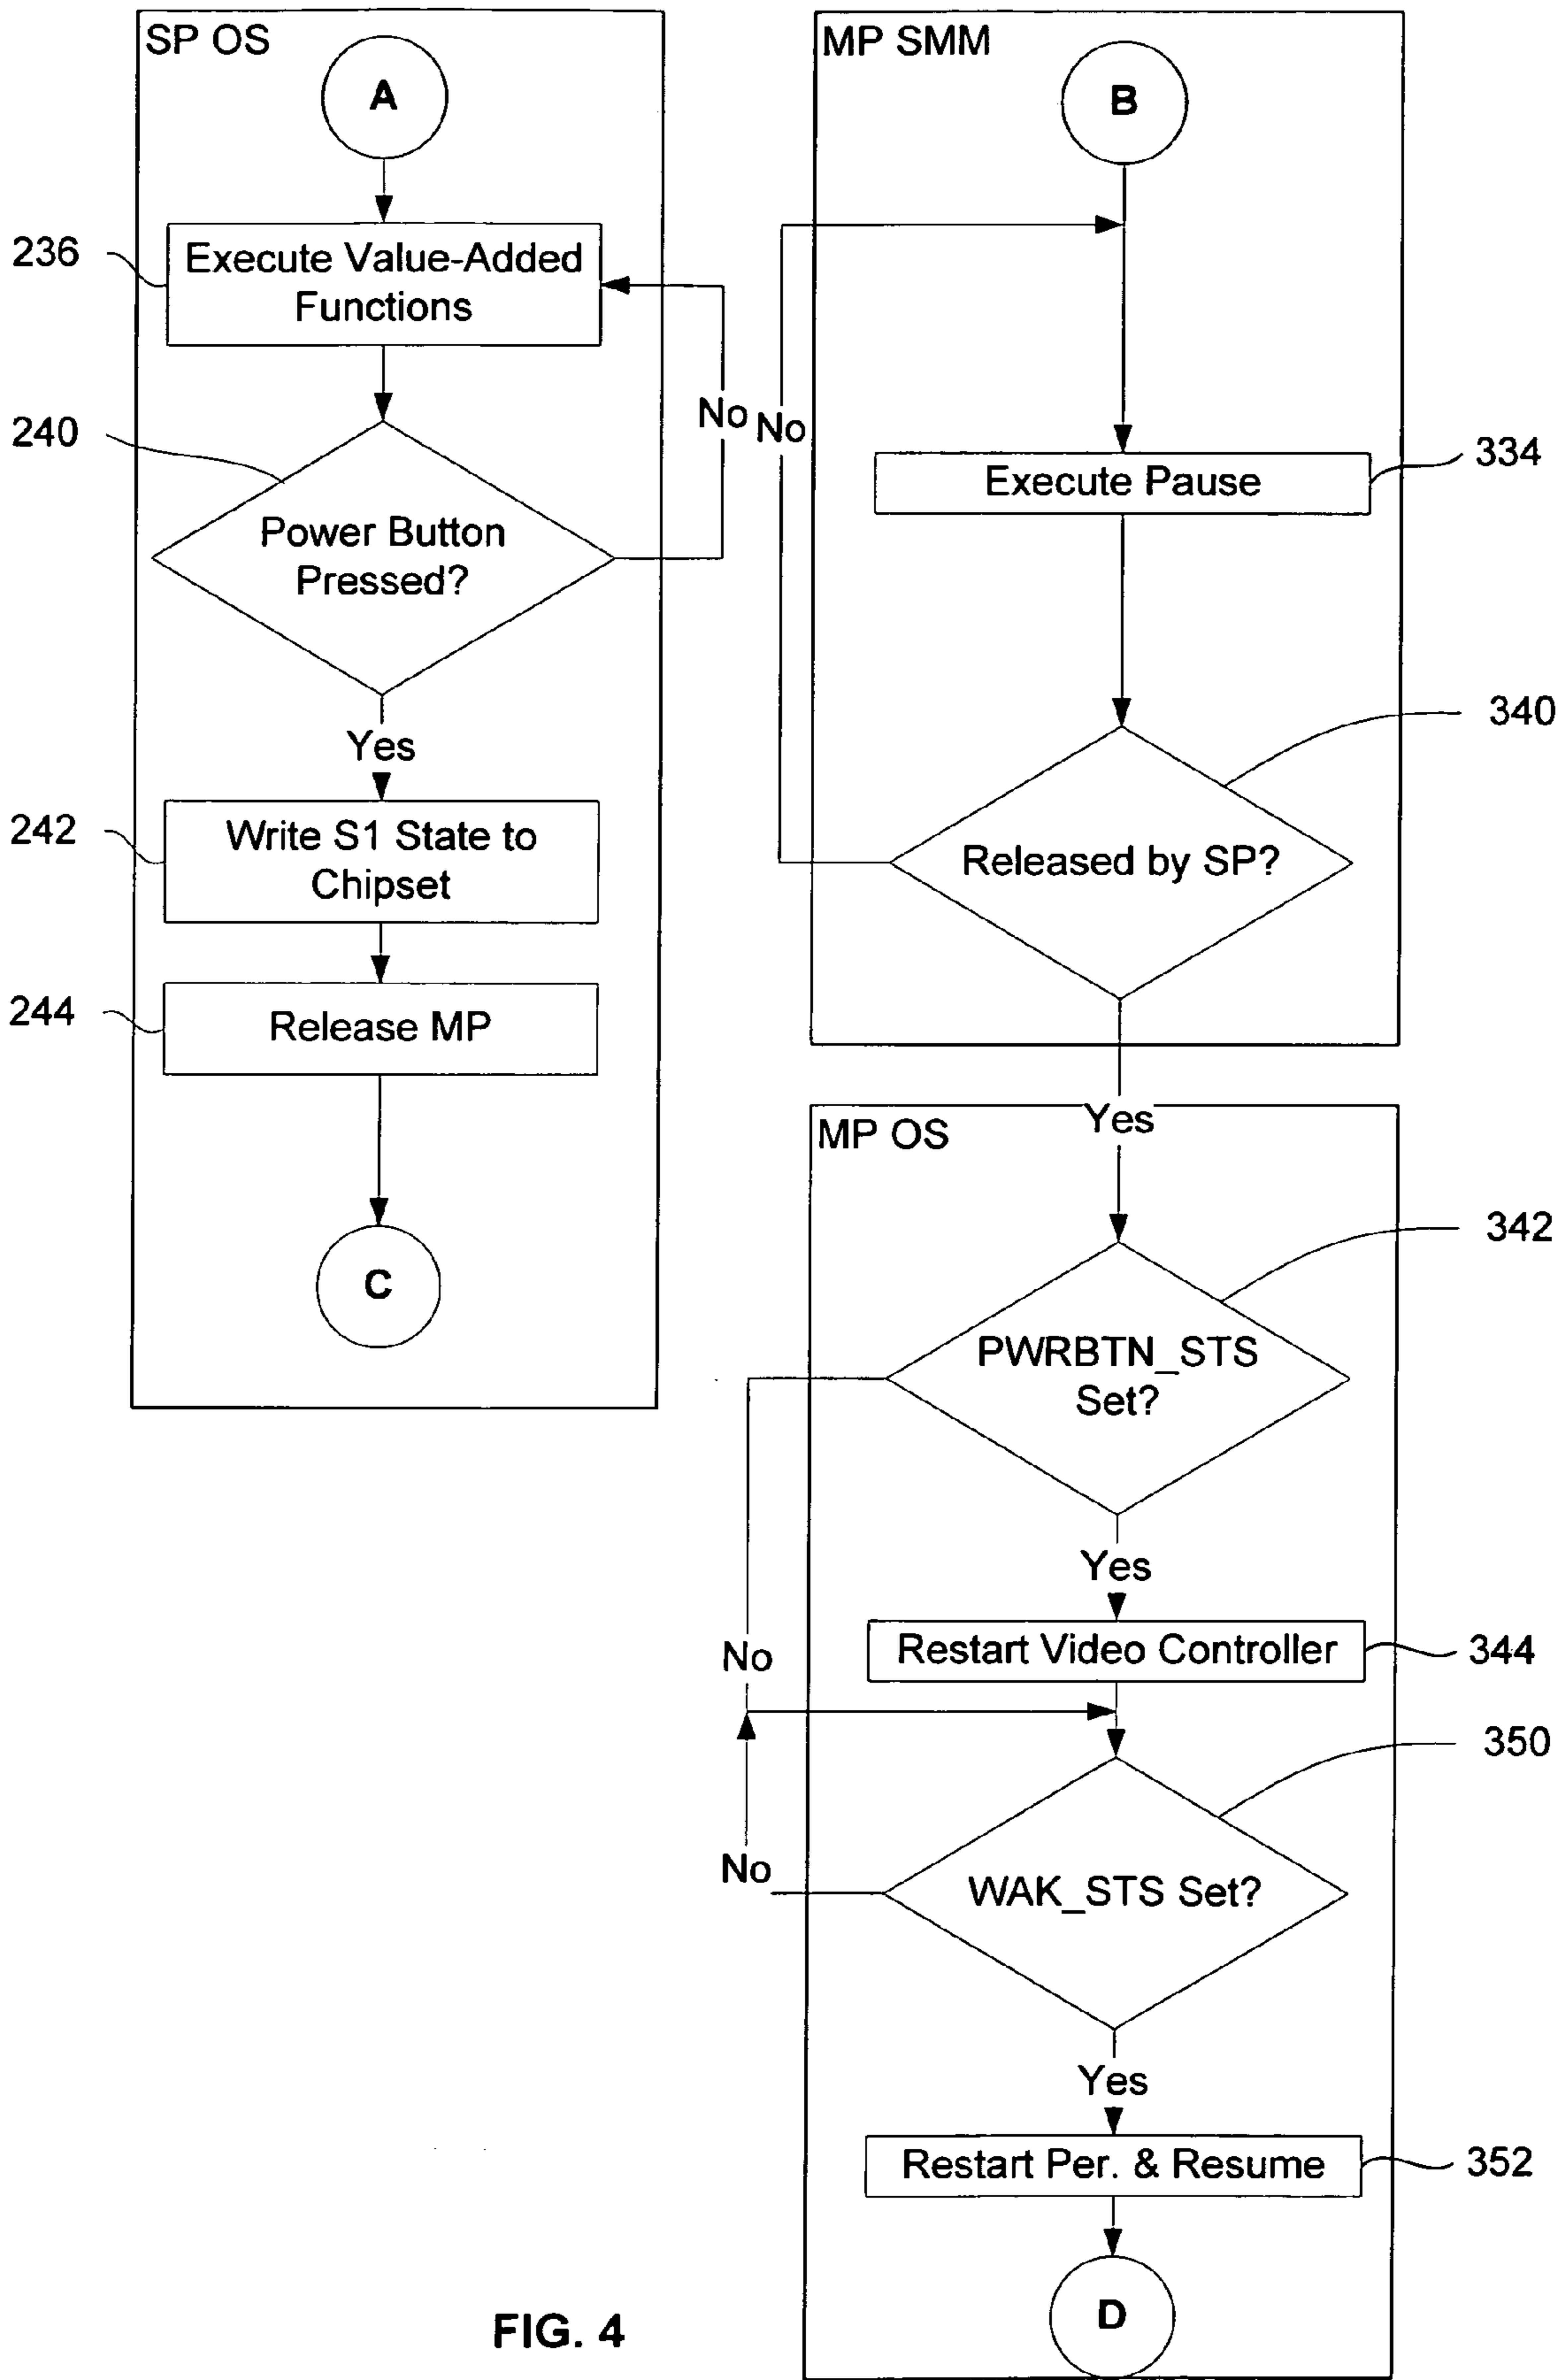 SP OS
A
236
Execute Value-Added
Functions
No
240
Power Button
Pressed?
Yes
242
Write S1 State to
Chipset
244
Release MP
C
MP SMM
B
No
Execute Pause
334
340
Released by SP?
Yes
MP OS
342
PWRBTN_STS
Set?
Yes
Restart Video Controller
344
No
350
WAK_STS Set?
No
Yes
Restart Per. & Resume
352
D
FIG. 4